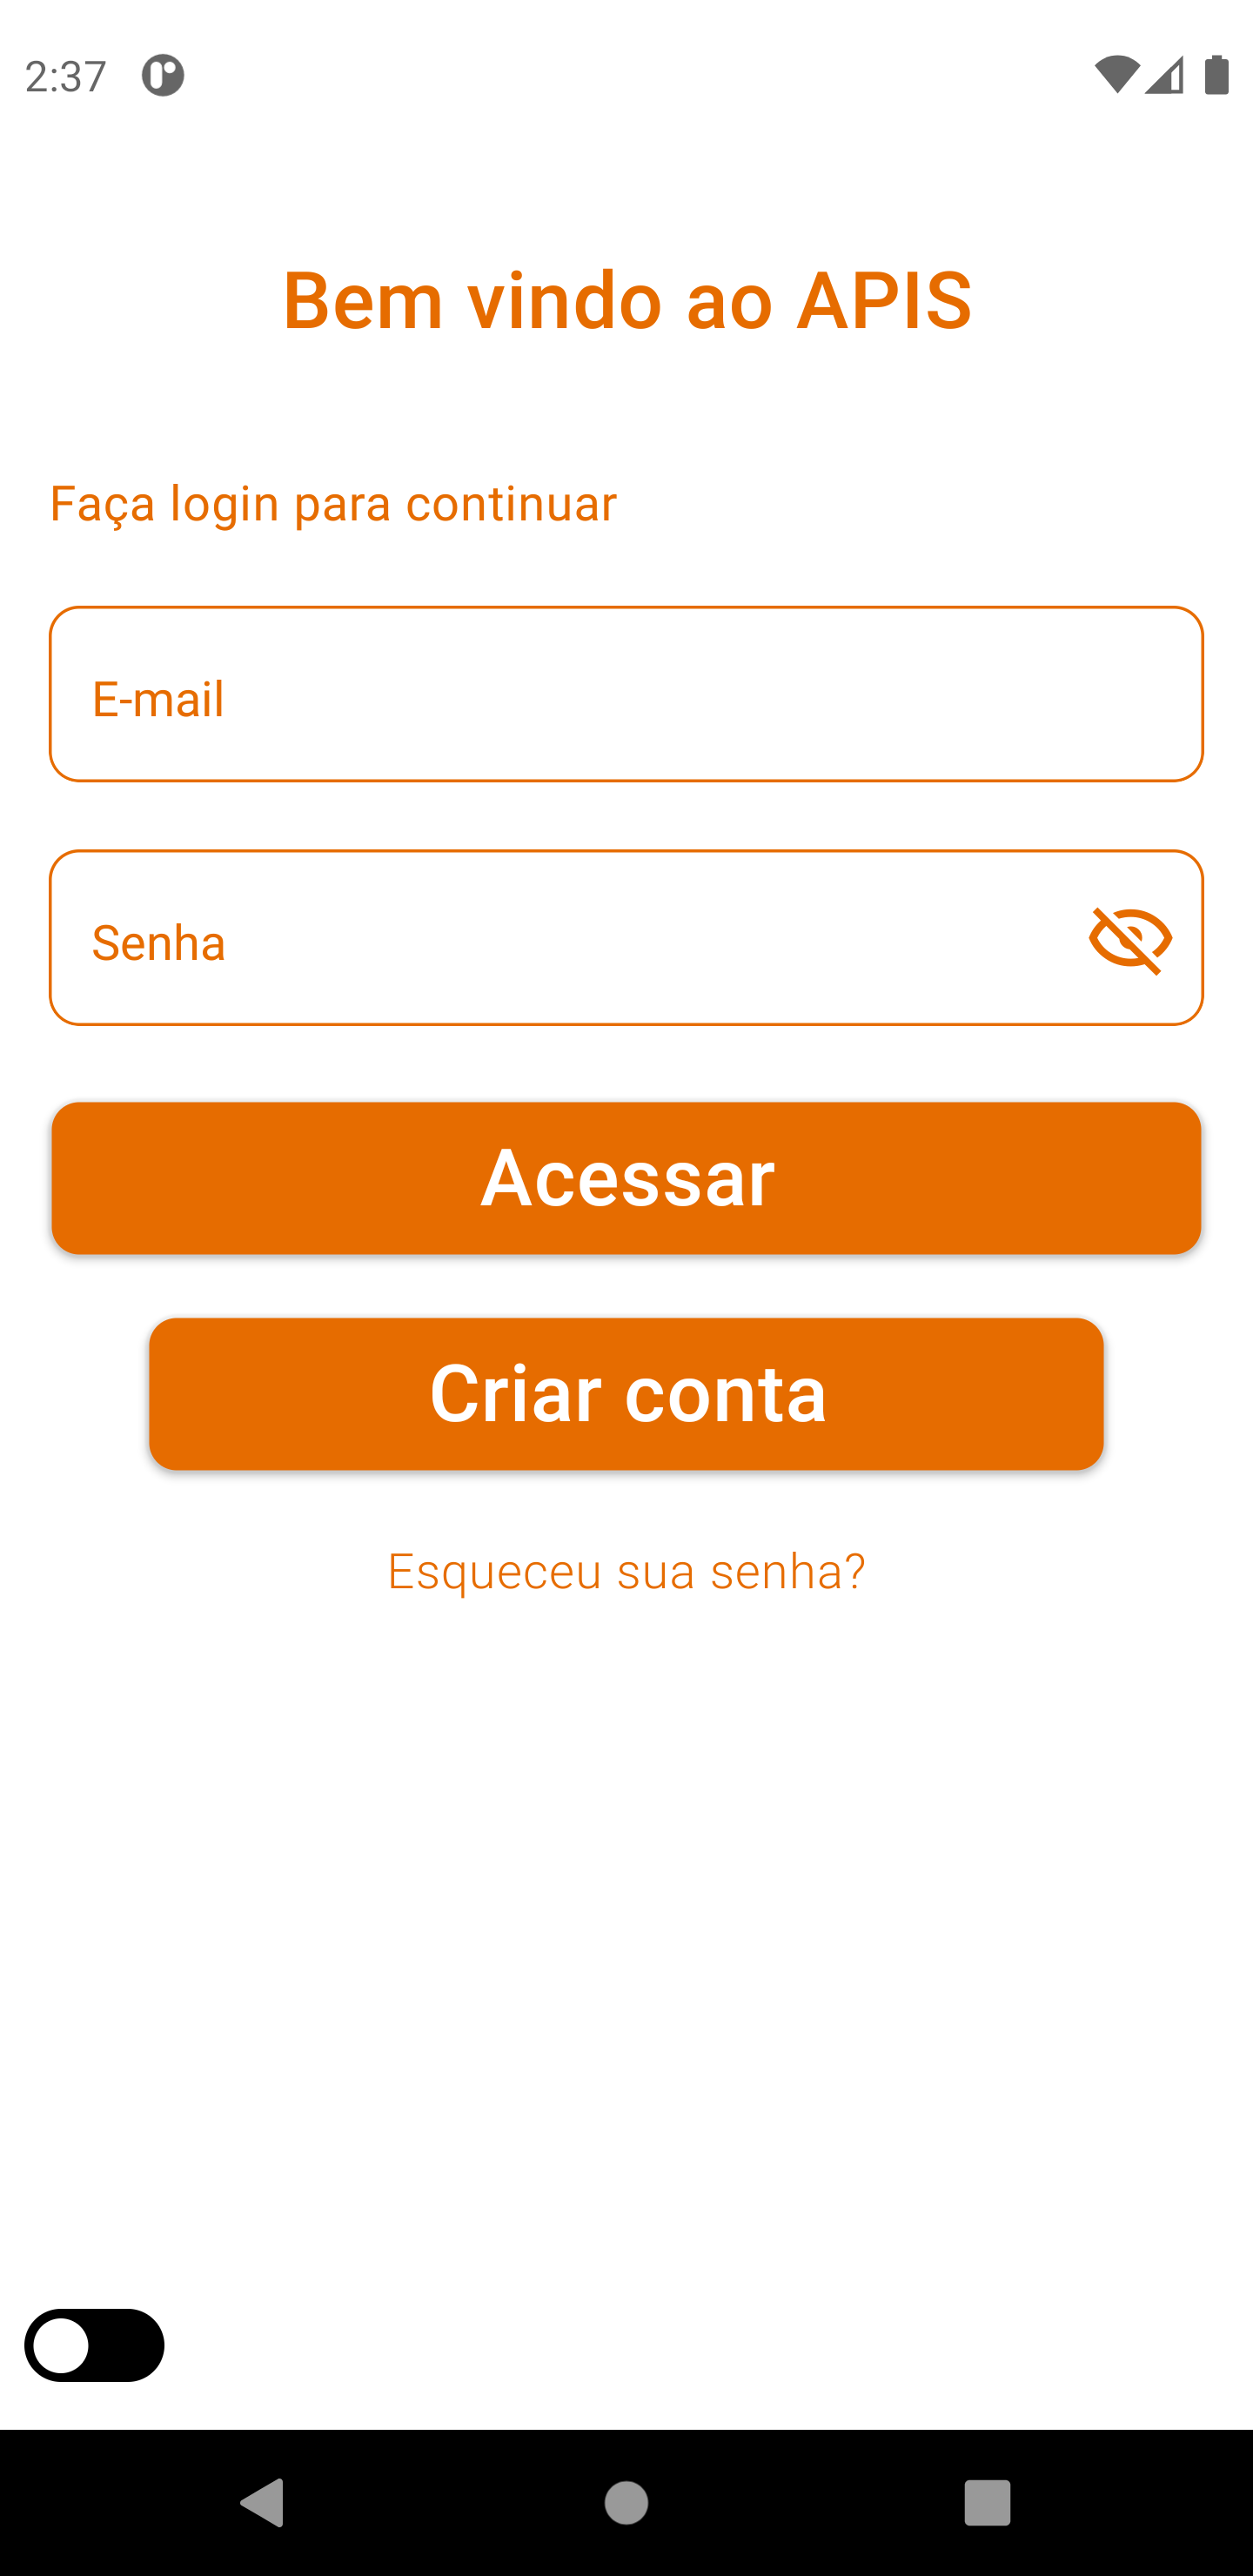 2:37
Bem vindo ao APIS
Faça login para continuar
E-mail
Senha
Acessar
Criar conta
Esqueceu sua senha?